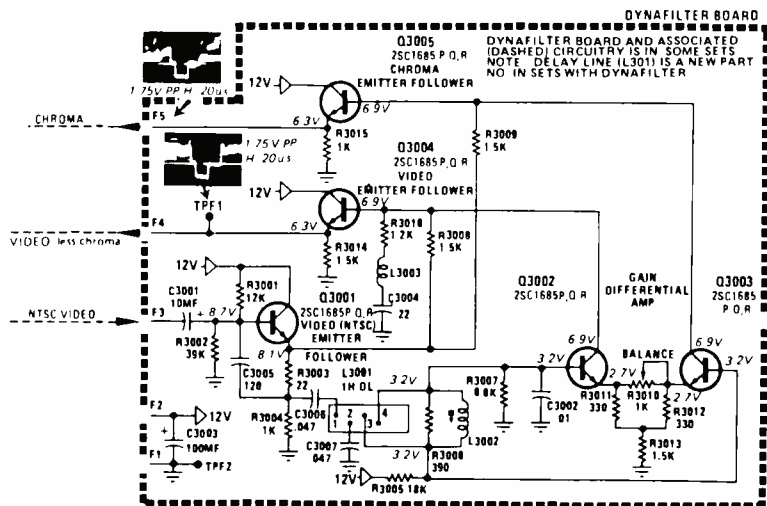 DYNAFILTER BOARD
DYNAFILTER BOARD AND ASSOCIATED
(DASHED) CIRCUITRY IS IN SOME SETS
NOTE DELAY LINE (L301) IS A NEW PART
NO. IN SETS WITH DYNAFILTER
Q3005
2SC1685 P,Q,R
CHROMA
EMITTER FOLLOWER
12V
6.9V
6.3V
1.75V PP H 20us
F5
CHROMA
R3015
1K
R3009
1.5K
1.75V PP
H 20us
TPF1
Q3004
2SC1685P,Q,R
VIDEO
EMITTER FOLLOWER
12V
6.9V
6.3V
F4
VIDEO less chroma
R3014
1.5K
R3010
1.2K
L3003
C3004
.22
R3008
1.5K
12V
R3001
12K
C3001
10MF
+ 8.7V
F3
NTSC VIDEO
Q3001
2SC1685P,Q,R
VIDEO (NTSC)
EMITTER
FOLLOWER
8.1V
R3002
39K
C3005
120
R3003
22
R3004
1K
C3006
.047
L3001
1H DL
1 2 3 4
C3007
.047
3.2V
3.2V
L3002
R3008
390
12V
R3005 18K
F2
12V
+
C3003
100MF
F1
TPF2
Q3002
2SC1685P,Q,R
GAIN
DIFFERENTIAL
AMP
Q3003
2SC1685
P,Q,R
6.9V
6.9V
3.2V
3.2V
R3007
C3002
.01
2.7V
BALANCE
2.7V
R3011
330
R3010
1K
R3012
330
R3013
1.5K